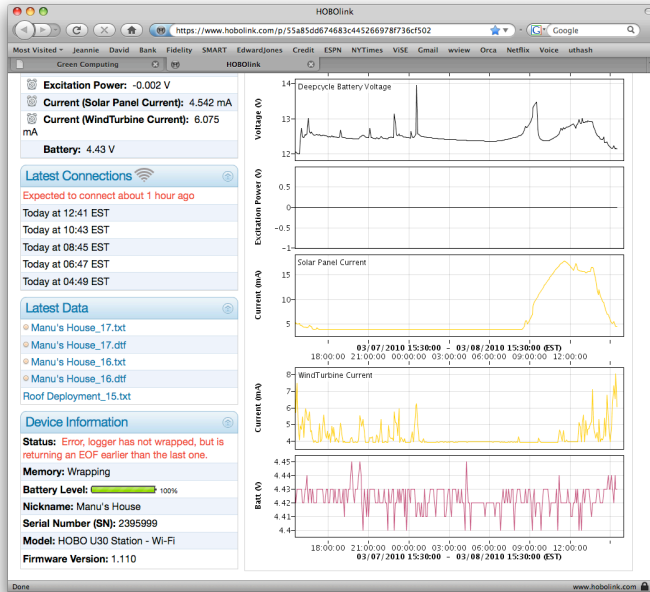 HOBOlink
https://www.hobolink.com/p/55a85dd674683c445266978f736cf502
Google
Most Visited Jeannie David Bank Fidelity SMART EdwardJones Credit ESPN NYTimes ViSE Gmail wview Orca Netflix Voice uthash
Green Computing
HOBOlink
Excitation Power: -0.002 V
Current (Solar Panel Current): 4.542 mA
Current (WindTurbine Current): 6.075
mA
Battery: 4.43 V
Latest Connections
Expected to connect about 1 hour ago
Today at 12:41 EST
Today at 10:43 EST
Today at 08:45 EST
Today at 06:47 EST
Today at 04:49 EST
Latest Data
Manu's House_17.txt
Manu's House_17.dtf
Manu's House_16.txt
Manu's House_16.dtf
Roof Deployment_15.txt
Device Information
Status: Error, logger has not wrapped, but is
returning an EOF earlier than the last one.
Memory: Wrapping
Battery Level: 100%
Nickname: Manu's House
Serial Number (SN): 2395999
Model: HOBO U30 Station - Wi-Fi
Firmware Version: 1.110
Deepcycle Battery Voltage
Voltage (V)
14
13
12
Excitation Power (V)
0.5
0
-0.5
-1
Solar Panel Current
Current (mA)
15
10
5
03/07/2010 15:30:00 - 03/08/2010 15:30:00 (EST)
18:00:00 21:00:00 00:00:00 03:00:00 06:00:00 09:00:00 12:00:00
WindTurbine Current
Current (mA)
8
7
6
5
4
Batt (V)
4.45
4.44
4.43
4.42
4.41
4.4
18:00:00 21:00:00 00:00:00 03:00:00 06:00:00 09:00:00 12:00:00
03/07/2010 15:30:00 - 03/08/2010 15:30:00 (EST)
Done
www.hobolink.com